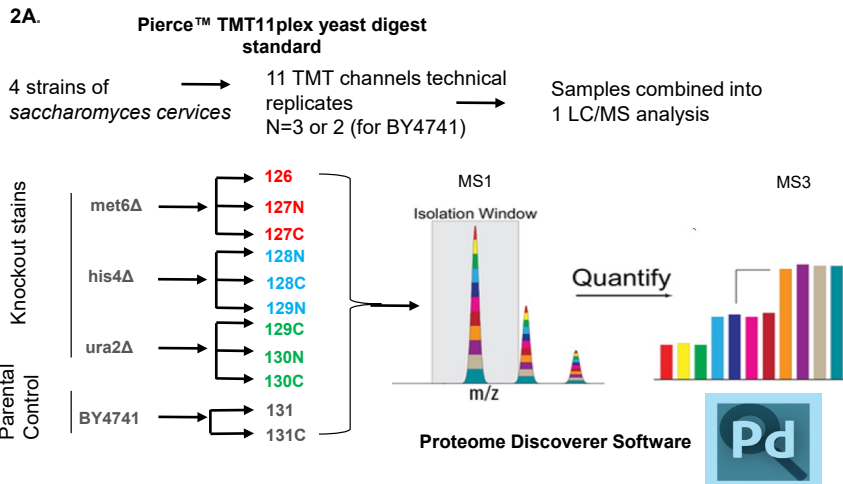 2A.
Pierce™ TMT11plex yeast digest
standard
4 strains of
saccharomyces cervices
11 TMT channels technical
replicates
N=3 or 2 (for BY4741)
Samples combined into
1 LC/MS analysis
Knockout stains
met6Δ
126
127N
127C
his4Δ
128N
128C
129N
ura2Δ
129C
130N
130C
Parental
Control
BY4741
131
131C
MS1
Isolation Window
m/z
Quantify
MS3
Proteome Discoverer Software
Pd